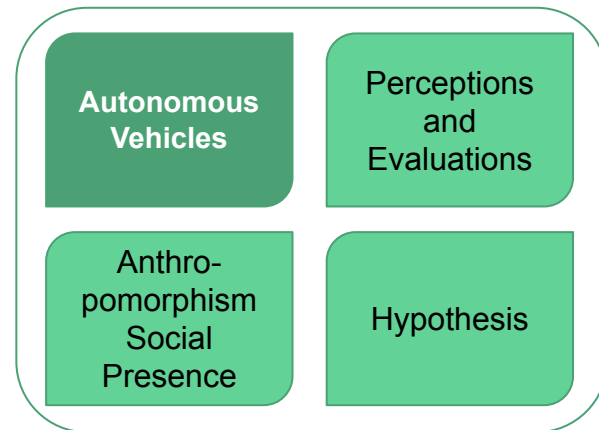 Autonomous
Vehicles
Perceptions
and
Evaluations
Anthro-
pomorphism
Social
Presence
Hypothesis